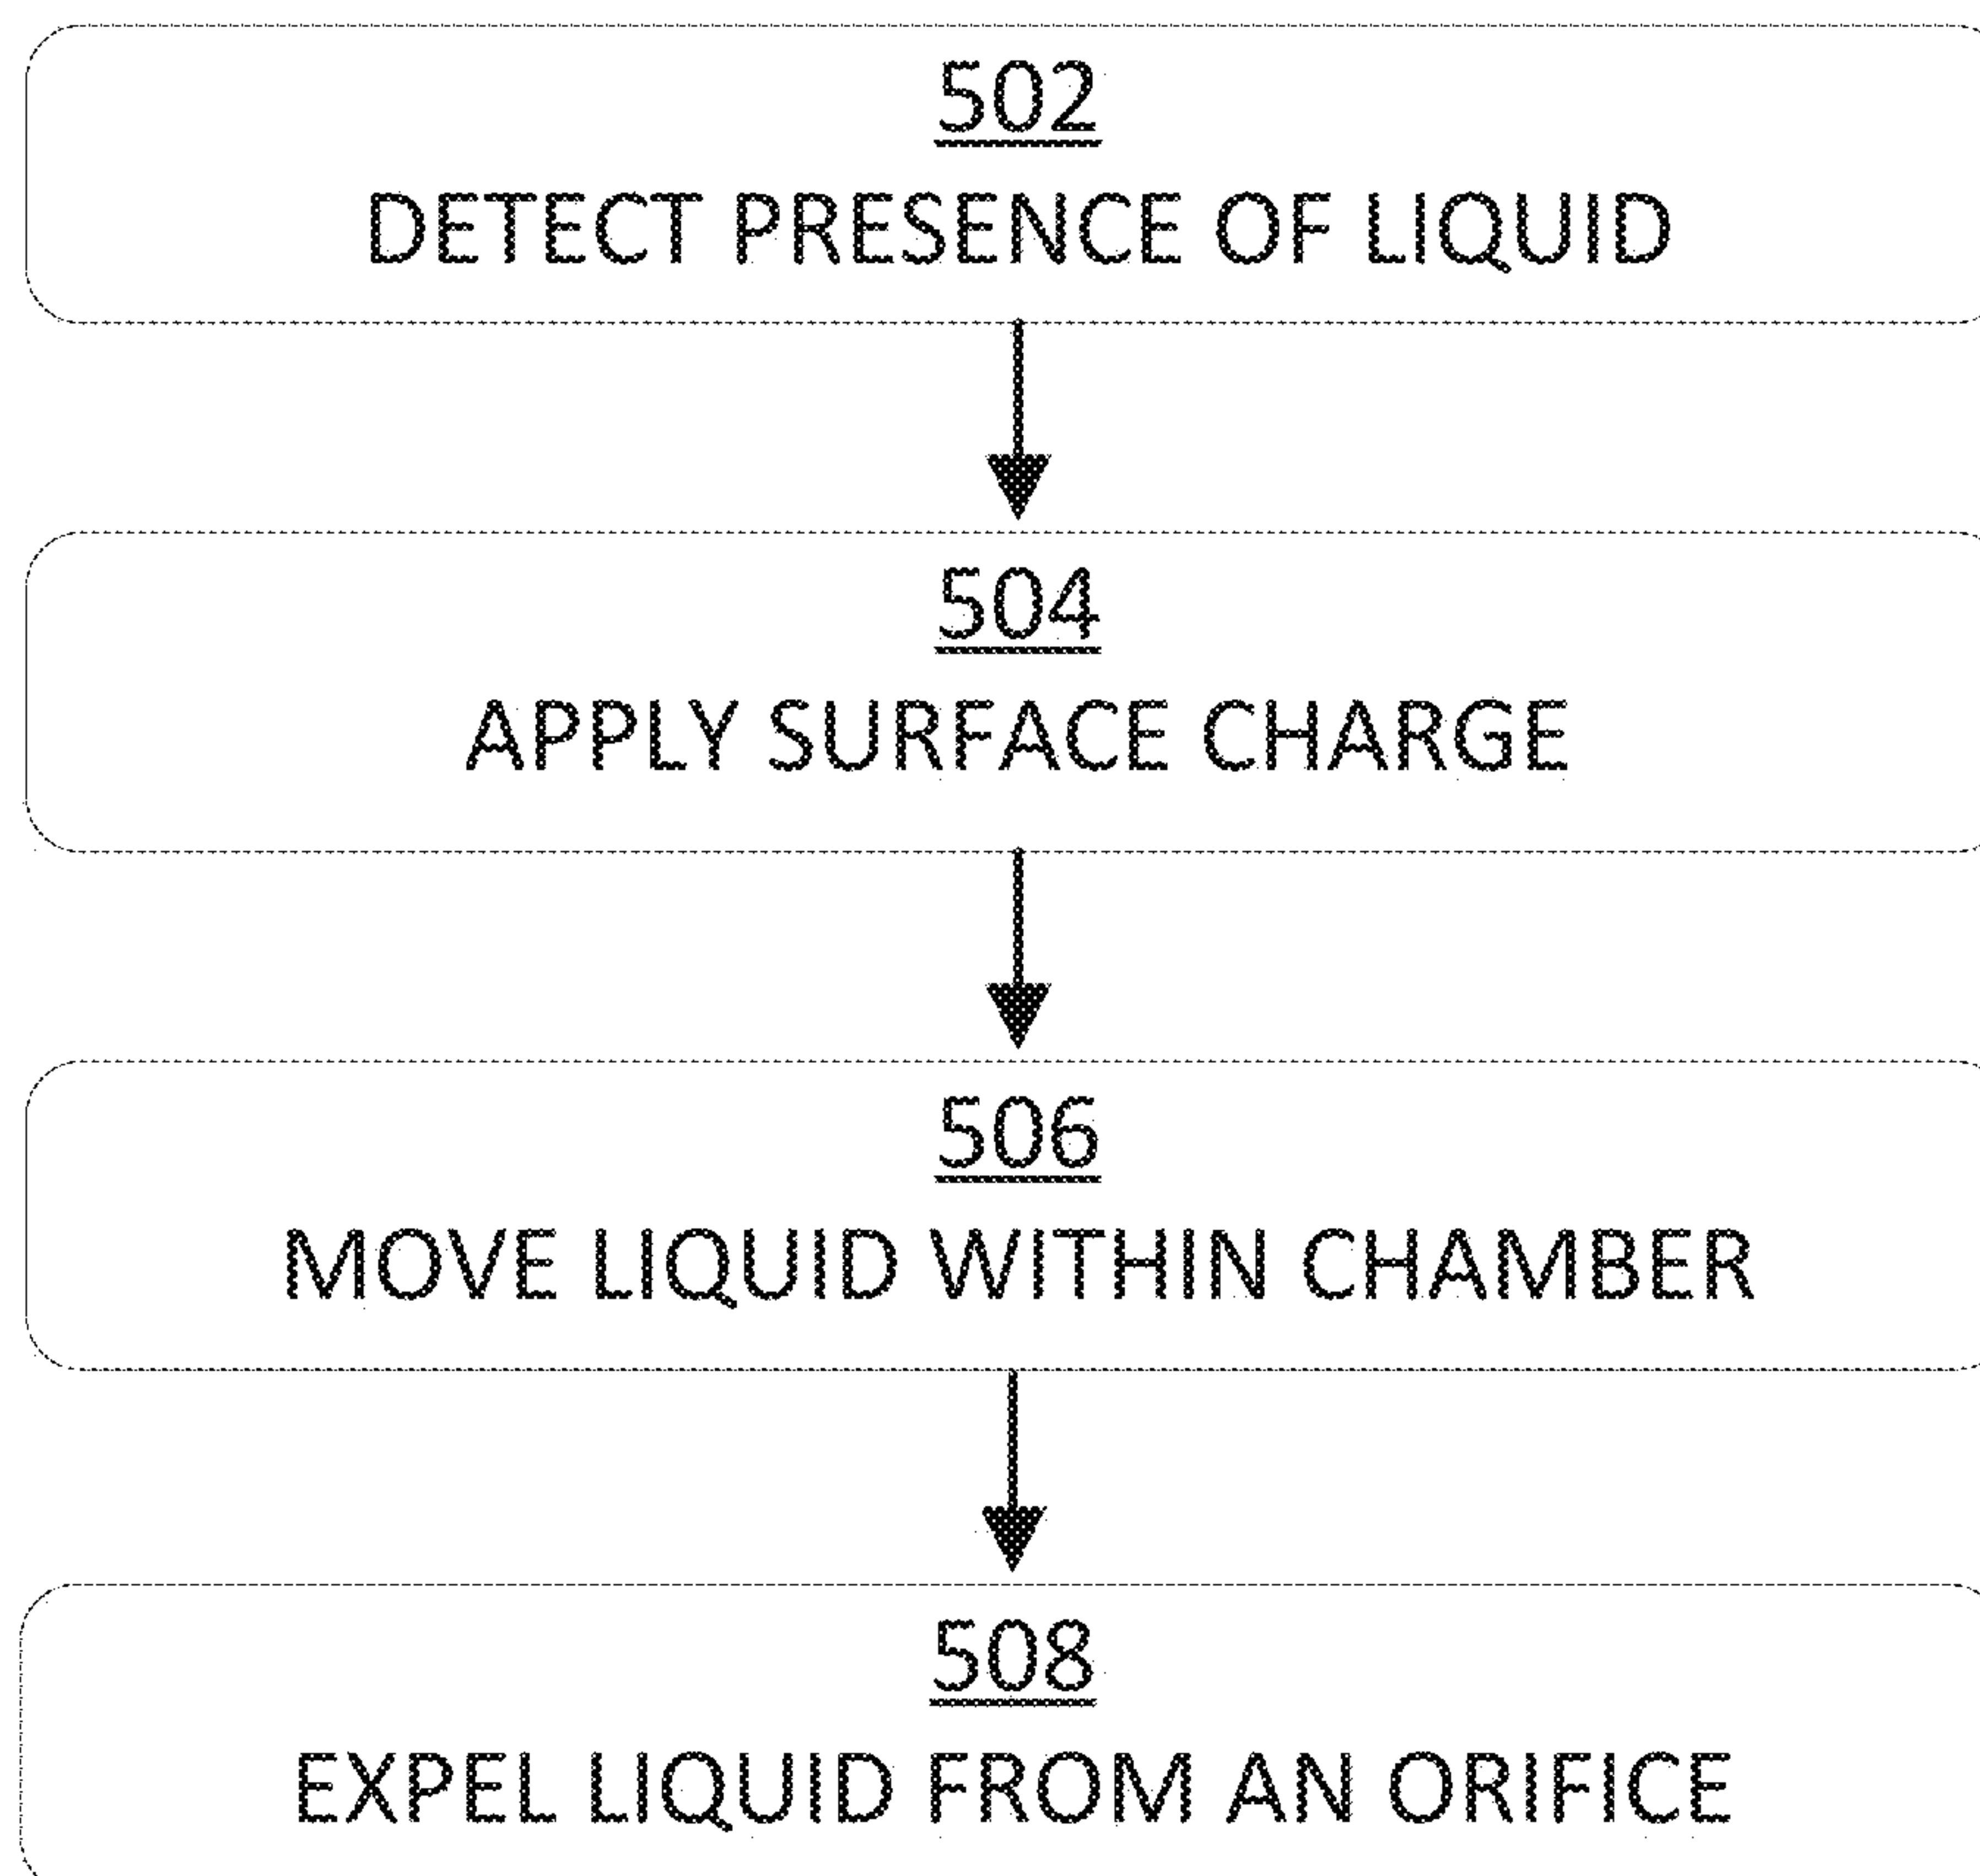 502
DETECT PRESENCE OF LIQUID
504
APPLY SURFACE CHARGE
506
MOVE LIQUID WITHIN CHAMBER
508
EXPEL LIQUID FROM AN ORIFICE